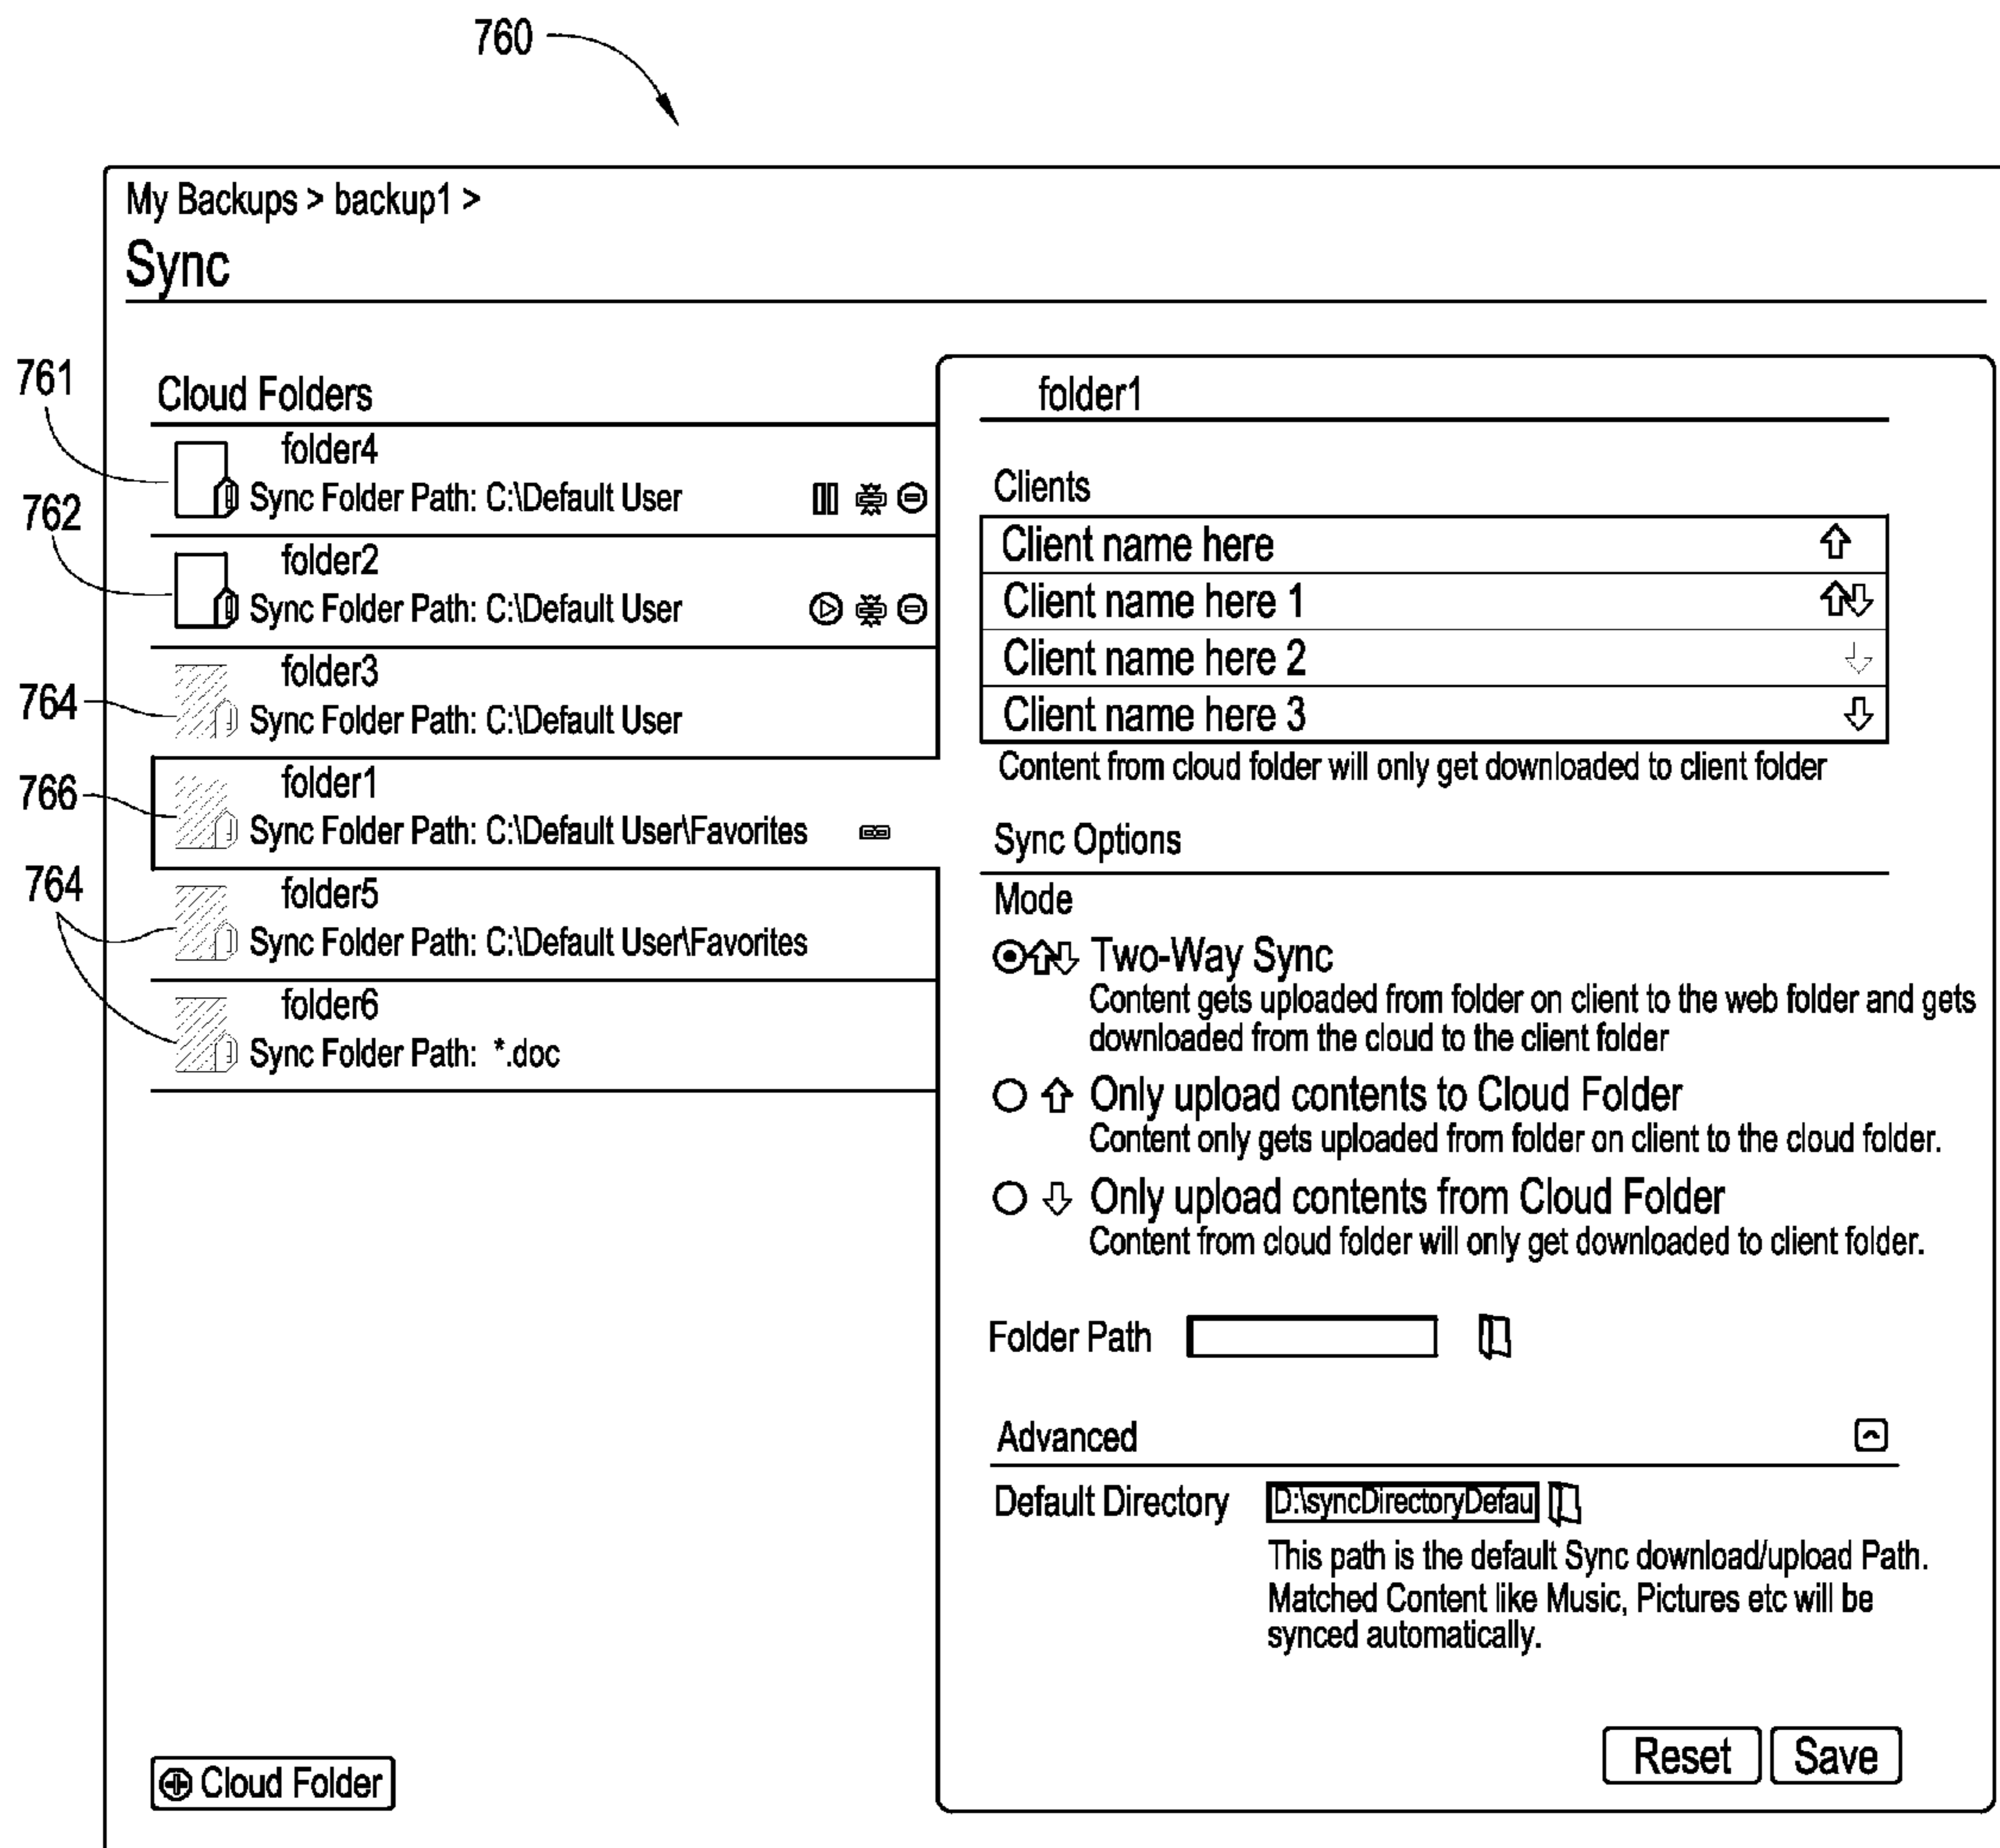 760
My Backups > backup1 >
Sync
761
762
764
766
764
Cloud Folders
folder4
Sync Folder Path: C:\Default User
folder2
Sync Folder Path: C:\Default User
folder3
Sync Folder Path: C:\Default User
folder1
Sync Folder Path: C:\Default User\Favorites
folder5
Sync Folder Path: C:\Default User\Favorites
folder6
Sync Folder Path: *.doc
Cloud Folder
folder1
Clients
Client name here
Client name here 1
Client name here 2
Client name here 3
Content from cloud folder will only get downloaded to client folder
Sync Options
Mode
Two-Way Sync
Content gets uploaded from folder on client to the web folder and gets
downloaded from the cloud to the client folder
Only upload contents to Cloud Folder
Content only gets uploaded from folder on client to the cloud folder.
Only upload contents from Cloud Folder
Content from cloud folder will only get downloaded to client folder.
Folder Path
Advanced
Default Directory D:\syncDirectoryDefau
This path is the default Sync download/upload Path.
Matched Content like Music, Pictures etc will be
synced automatically.
Reset Save